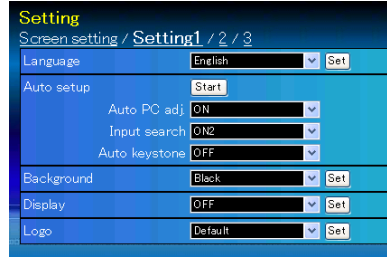 Setting
Screen setting / Setting1 / 2 / 3
Language English Set
Auto setup Start
Auto PC adj. ON
Input search ON2
Auto keystone OFF
Background Black Set
Display OFF Set
Logo Default Set